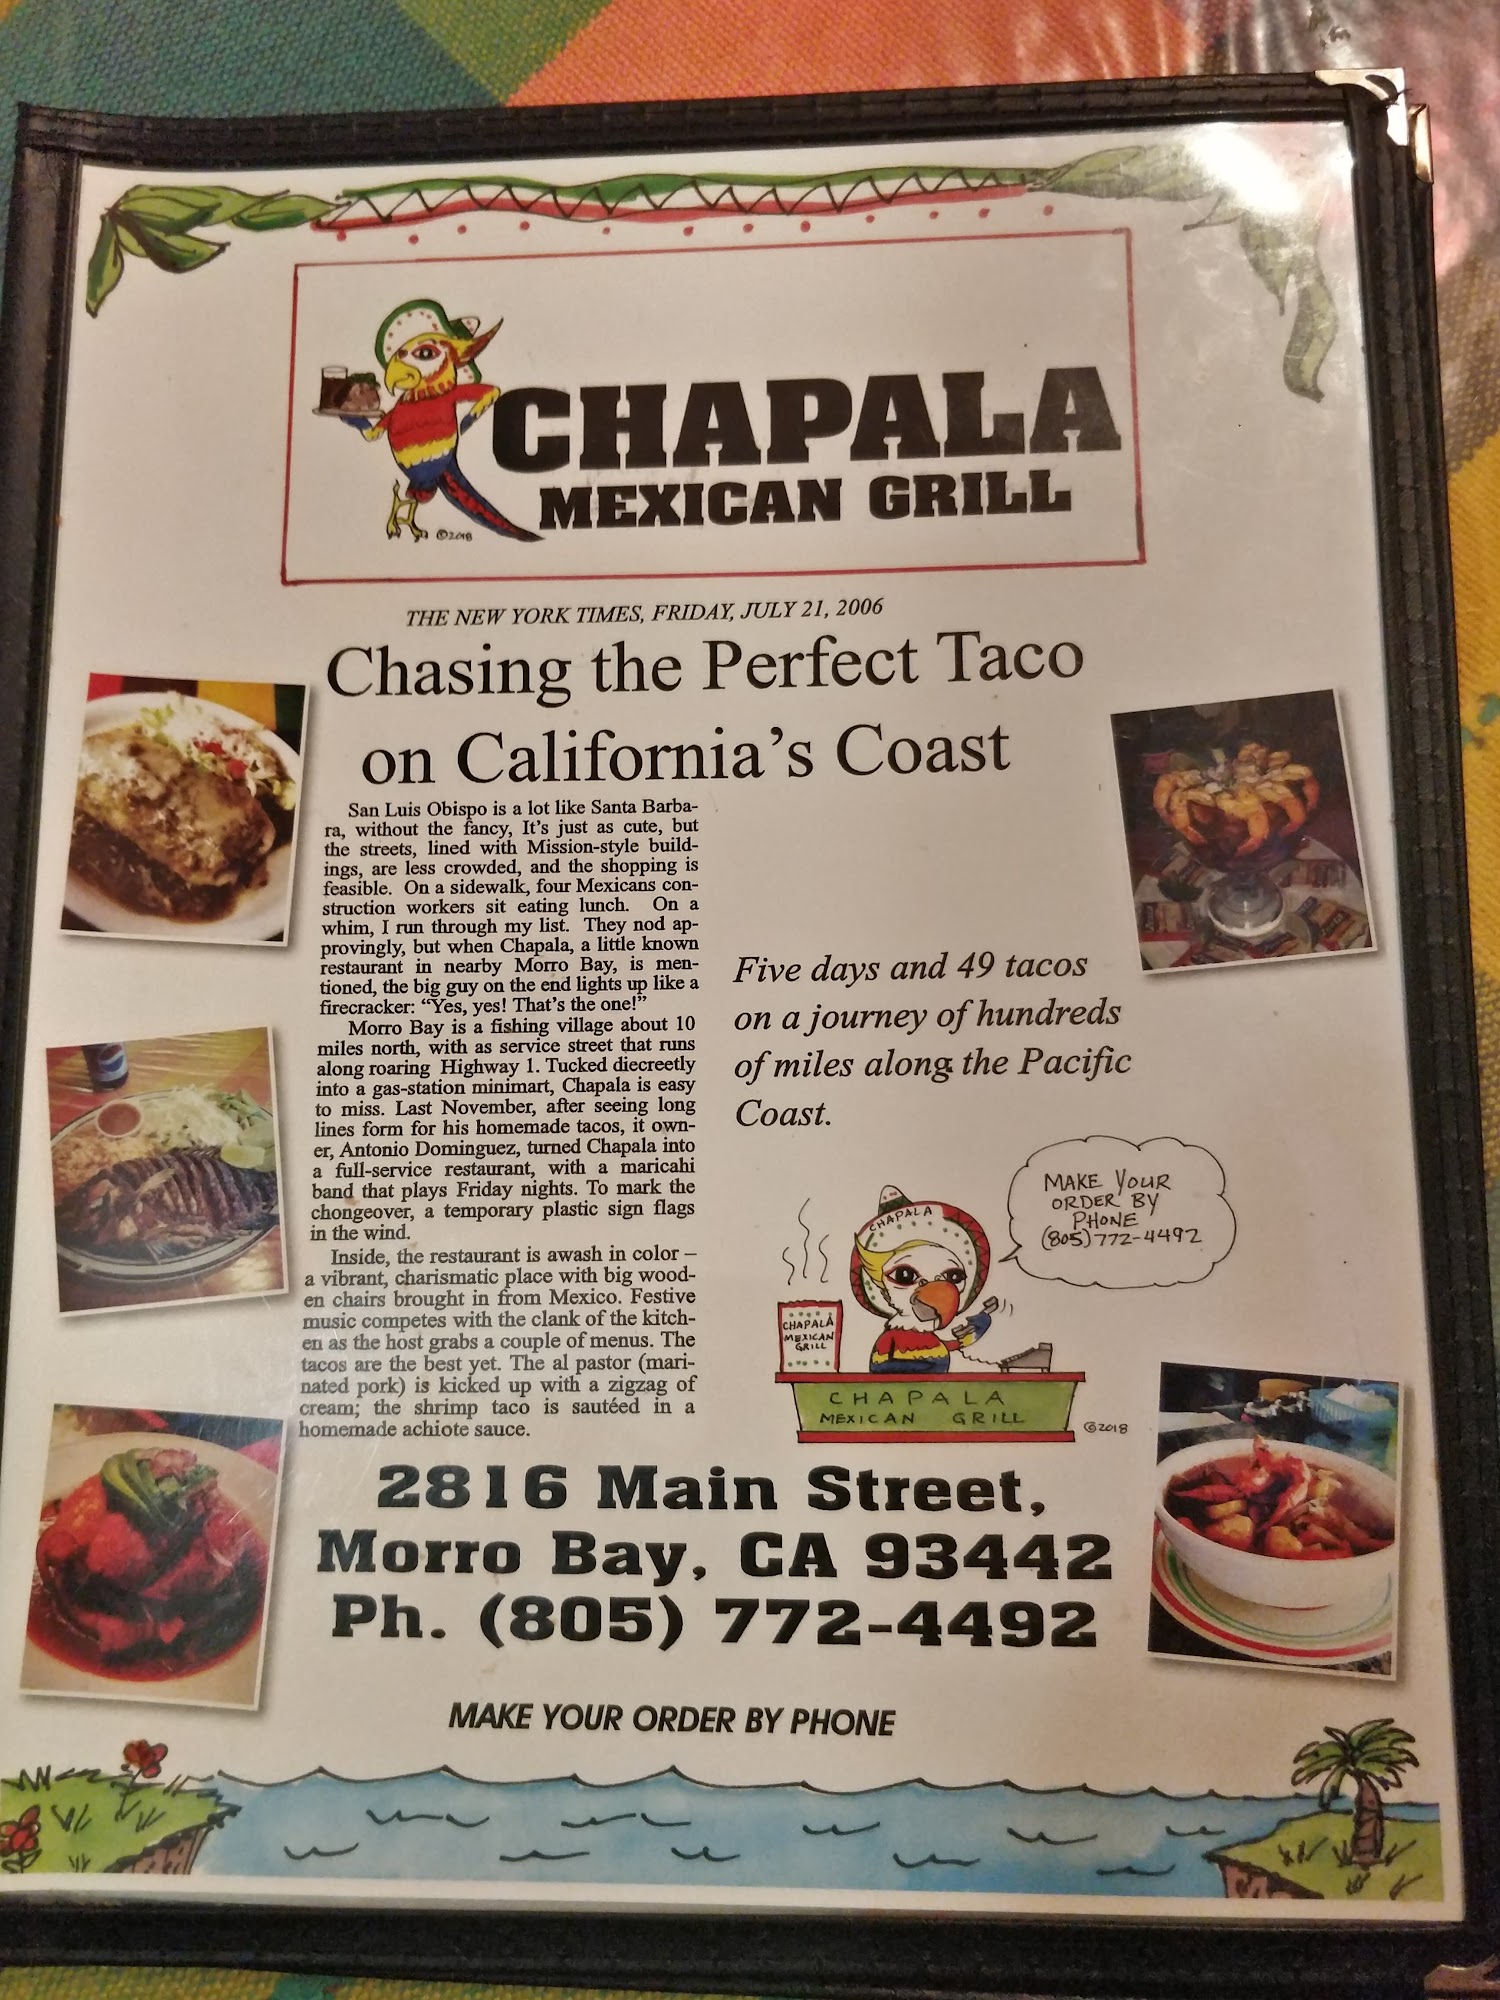 CHAPALA
MEXICAN GRILL
©2018
THE NEW YORK TIMES, FRIDAY, JULY 21, 2006
Chasing the Perfect Taco
on California's Coast
San Luis Obispo is a lot like Santa Barba-
ra, without the fancy, It's just as cute, but
the streets, lined with Mission-style build-
ings, are less crowded, and the shopping is
feasible. On a sidewalk, four Mexicans con-
struction workers sit eating lunch. On a
whim, I run through my list. They nod ap-
provingly, but when Chapala, a little known
restaurant in nearby Morro Bay, is men-
tioned, the big guy on the end lights up like a
firecracker: “Yes, yes! That's the one!”
Morro Bay is a fishing village about 10
miles north, with as service street that runs
along roaring Highway 1. Tucked diecreetly
into a gas-station minimart, Chapala is easy
to miss. Last November, after seeing long
lines form for his homemade tacos, it own-
er, Antonio Dominguez, turned Chapala into
a full-service restaurant, with a maricahi
band that plays Friday nights. To mark the
chongeover, a temporary plastic sign flags
in the wind.
Inside, the restaurant is awash in color –
a vibrant, charismatic place with big wood-
en chairs brought in from Mexico. Festive
music competes with the clank of the kitch-
en as the host grabs a couple of menus. The
tacos are the best yet. The al pastor (mari-
nated pork) is kicked up with a zigzag of
cream; the shrimp taco is sautéed in a
homemade achiote sauce.
Five days and 49 tacos
on a journey of hundreds
of miles along the Pacific
Coast.
MAKE YOUR
ORDER BY
PHONE
(805)772-4492
CHAPALA
CHAPALA
MEXICAN
GRILL
CHAPALA
MEXICAN GRILL
©2018
2816 Main Street,
Morro Bay, CA 93442
Ph. (805) 772-4492
MAKE YOUR ORDER BY PHONE